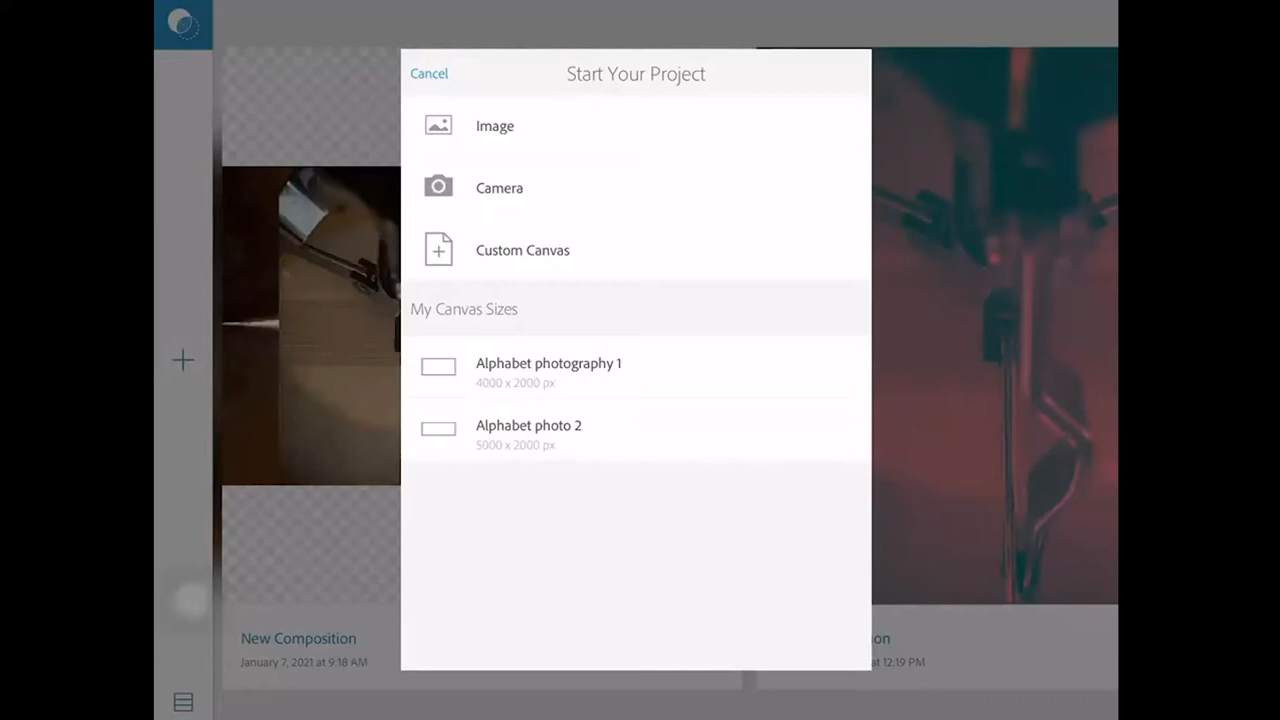 Cancel
Start Your Project
Image
Camera
Custom Canvas
My Canvas Sizes
Alphabet photography 1
4000 x 2000 px
Alphabet photo 2
5000 x 2000 px
New Composition
January 7, 2021 at 9:18 AM
on
at 12:19 PM